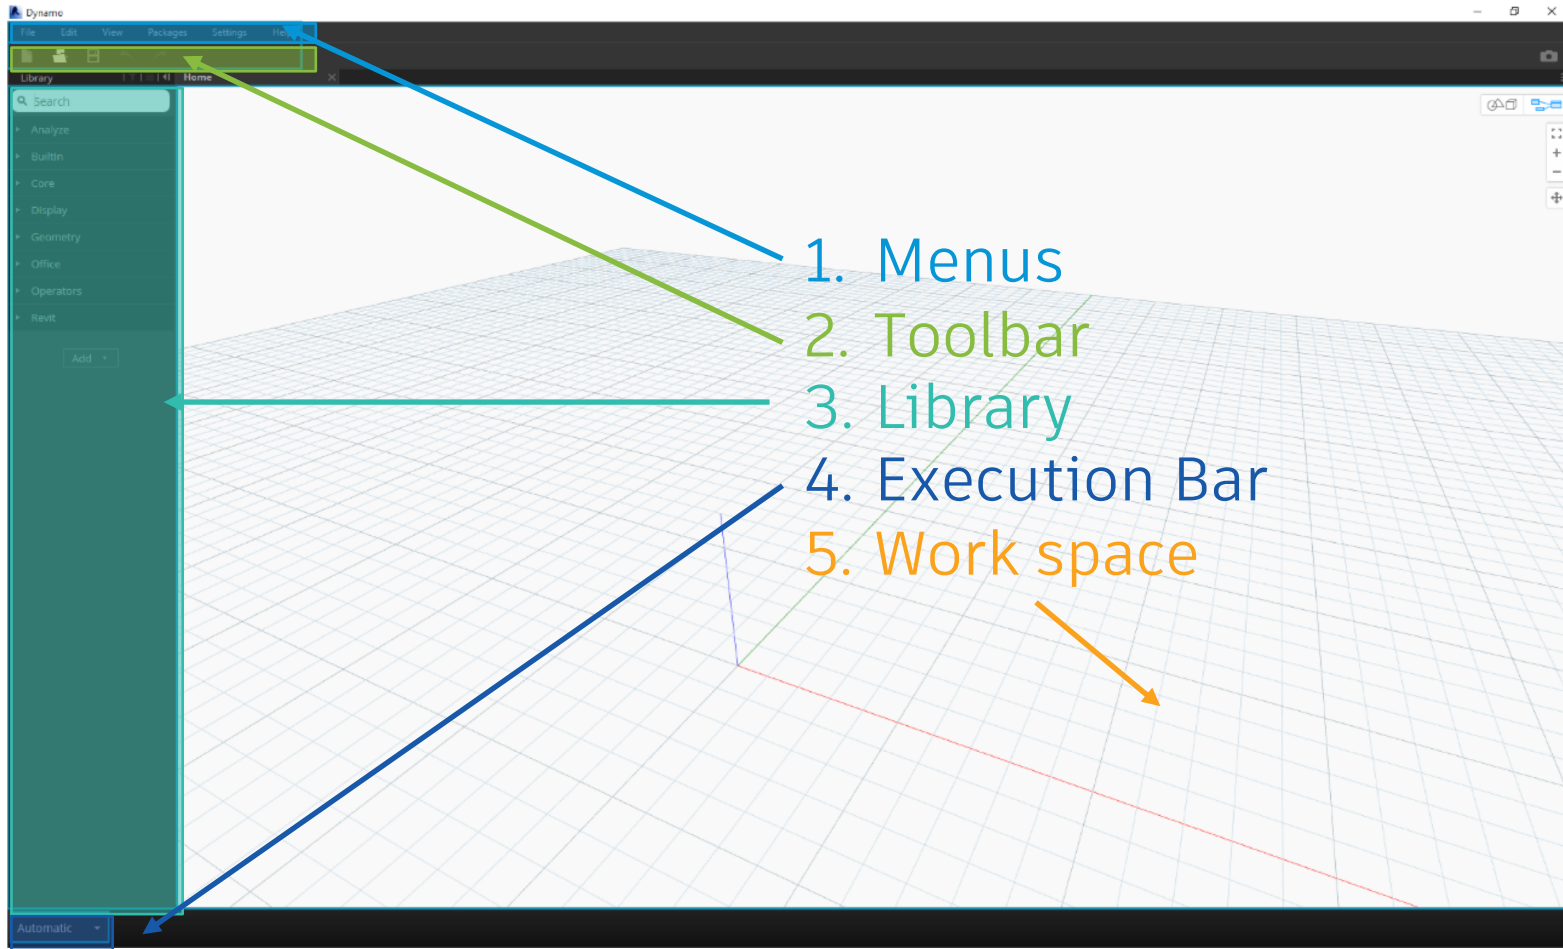 Dynamo
File Edit View Packages Settings Help
Library Home
Search
Analyze
BuiltIn
Core
Display
Geometry
Office
Operators
Revit
Add
1. Menus
2. Toolbar
3. Library
4. Execution Bar
5. Work space
Automatic